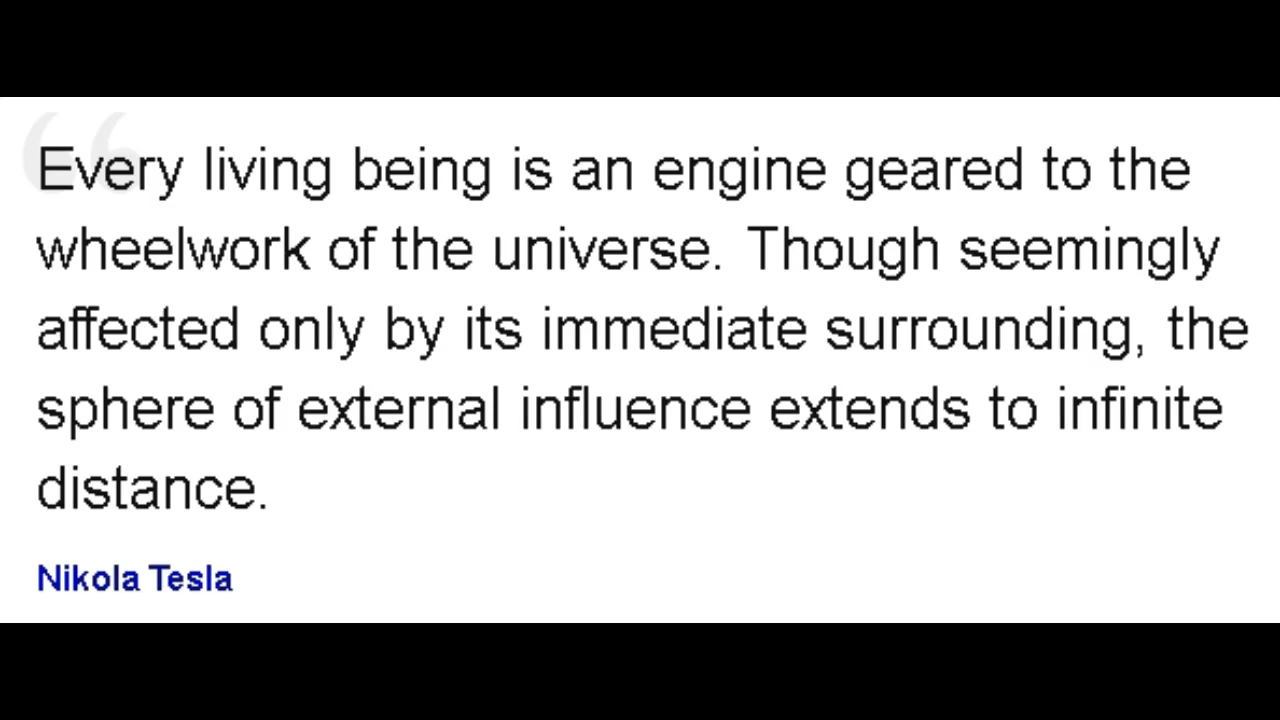 Every living being is an engine geared to the
wheelwork of the universe. Though seemingly
affected only by its immediate surrounding, the
sphere of external influence extends to infinite
distance.
Nikola Tesla